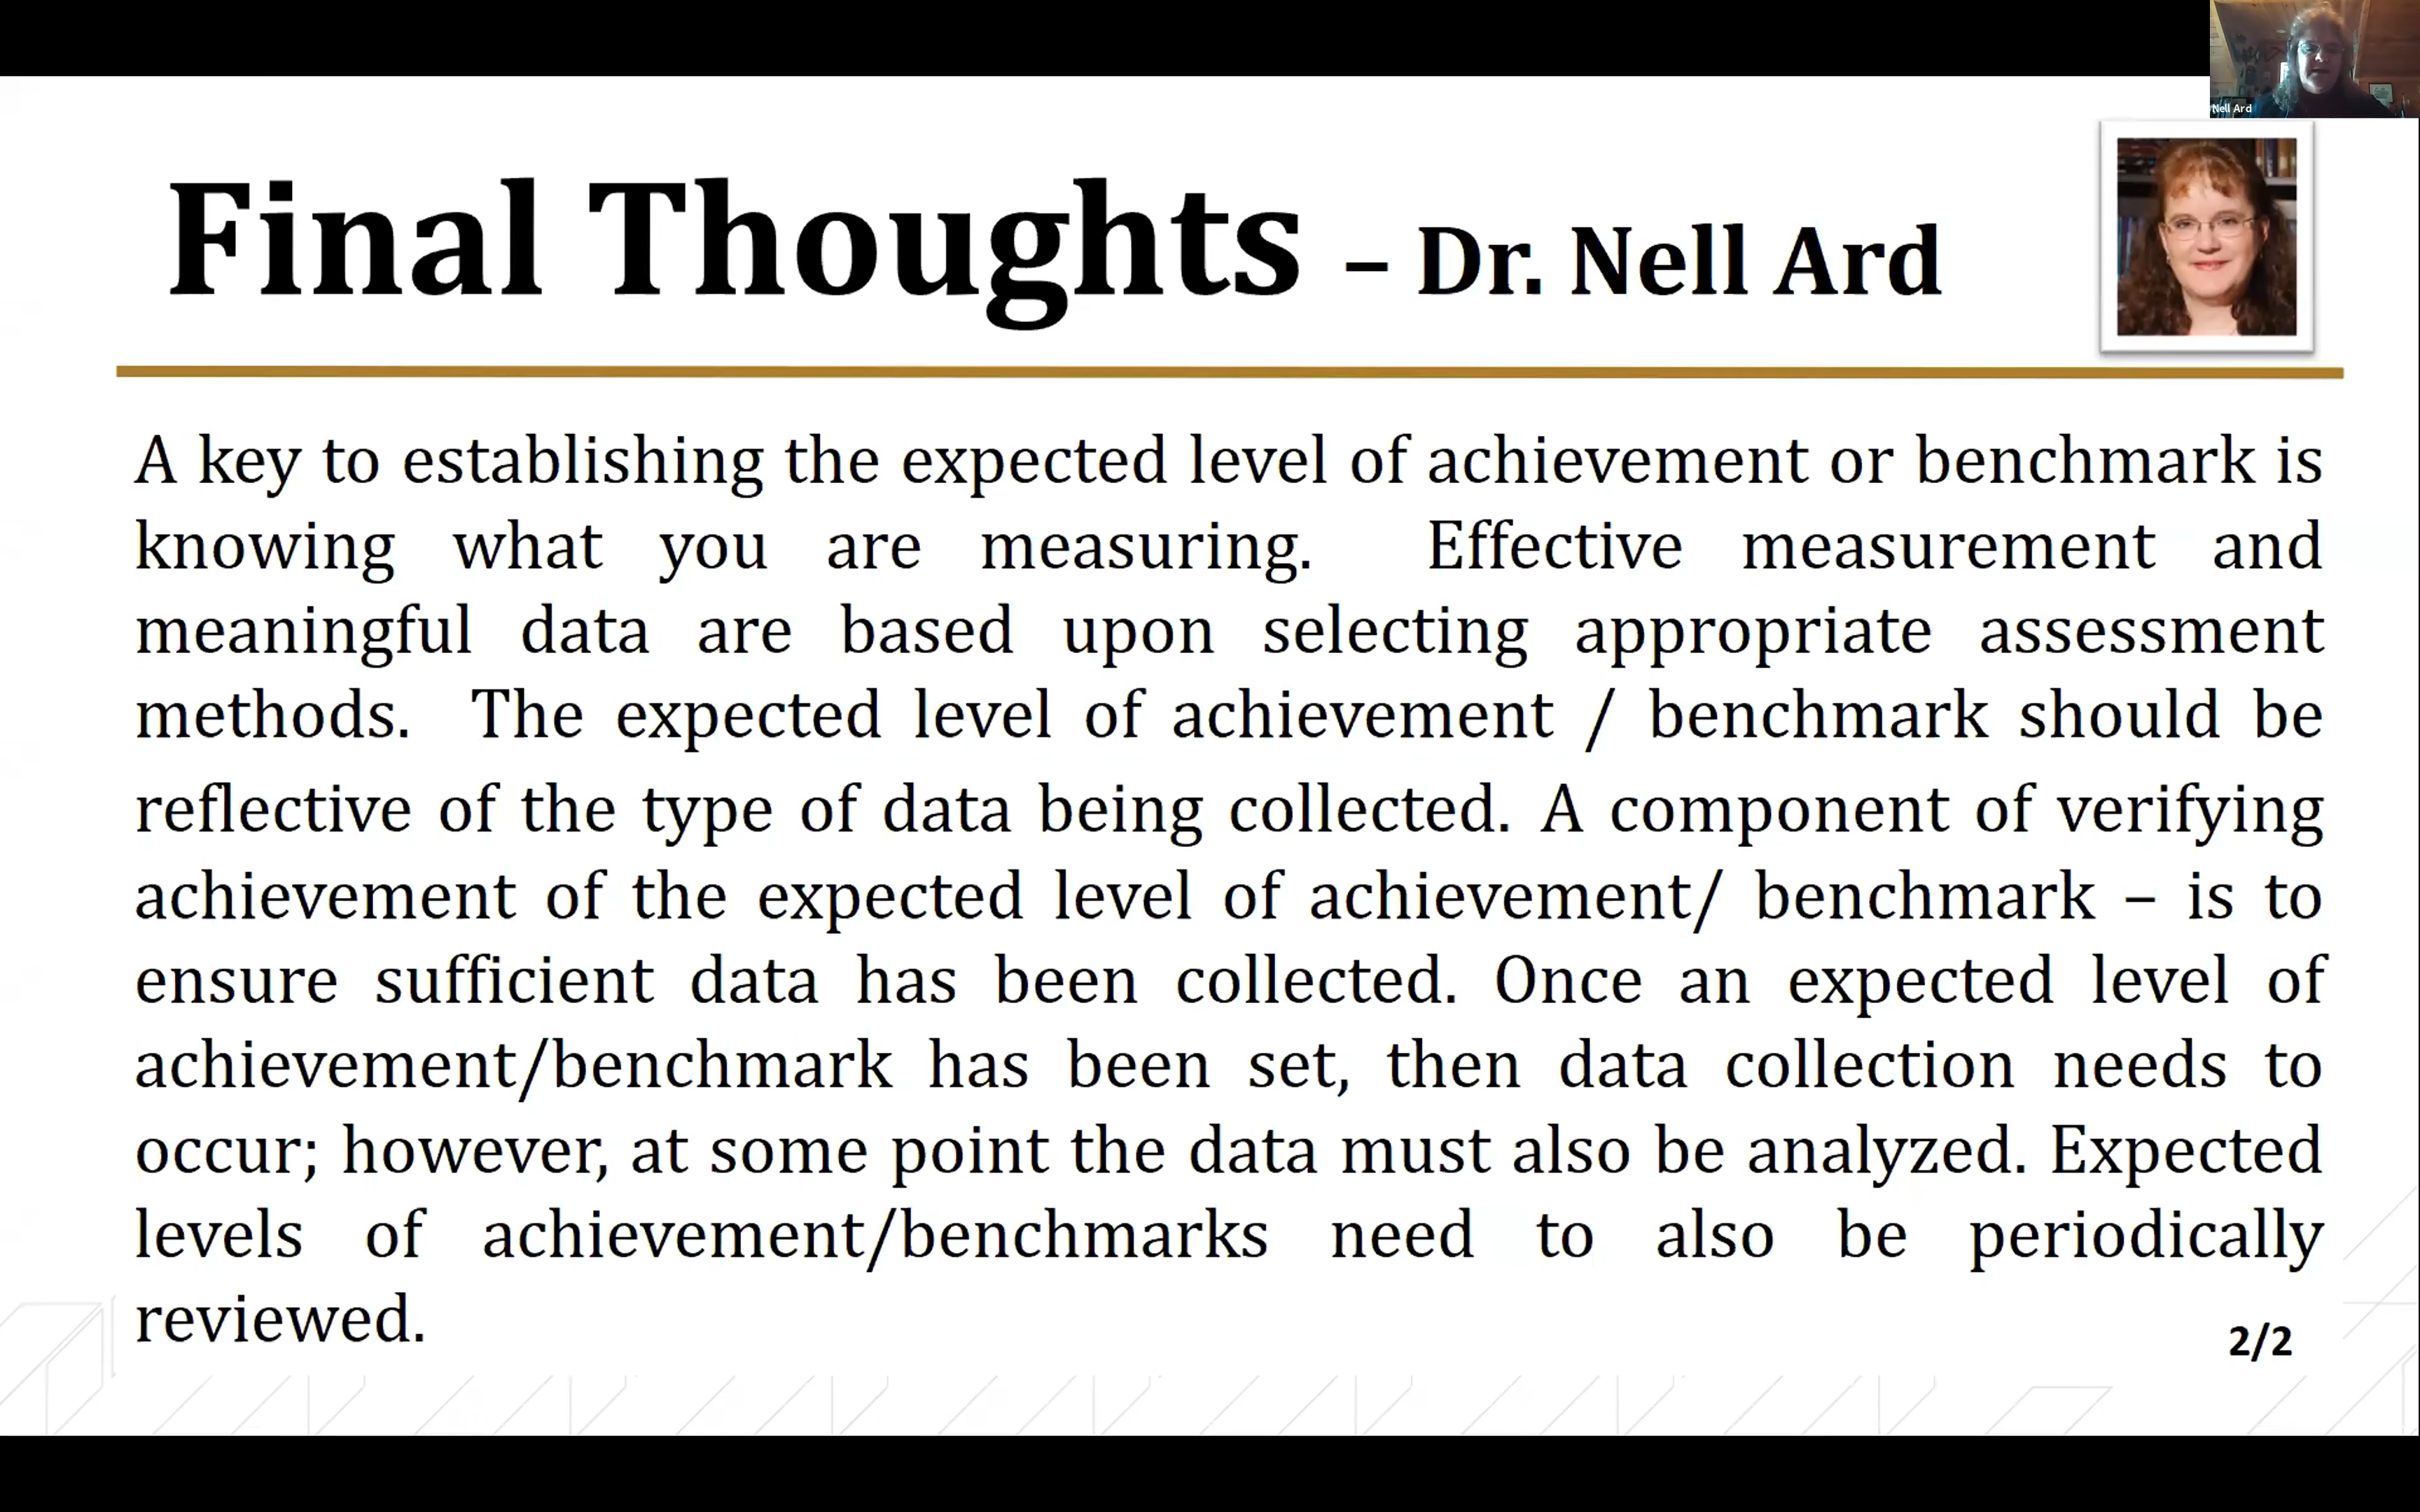 Nell Ard
Final Thoughts – Dr. Nell Ard
A key to establishing the expected level of achievement or benchmark is
knowing what you are measuring. Effective measurement and
meaningful data are based upon selecting appropriate assessment
methods. The expected level of achievement / benchmark should be
reflective of the type of data being collected. A component of verifying
achievement of the expected level of achievement/ benchmark – is to
ensure sufficient data has been collected. Once an expected level of
achievement/benchmark has been set, then data collection needs to
occur; however, at some point the data must also be analyzed. Expected
levels of achievement/benchmarks need to also be periodically
reviewed.
2/2